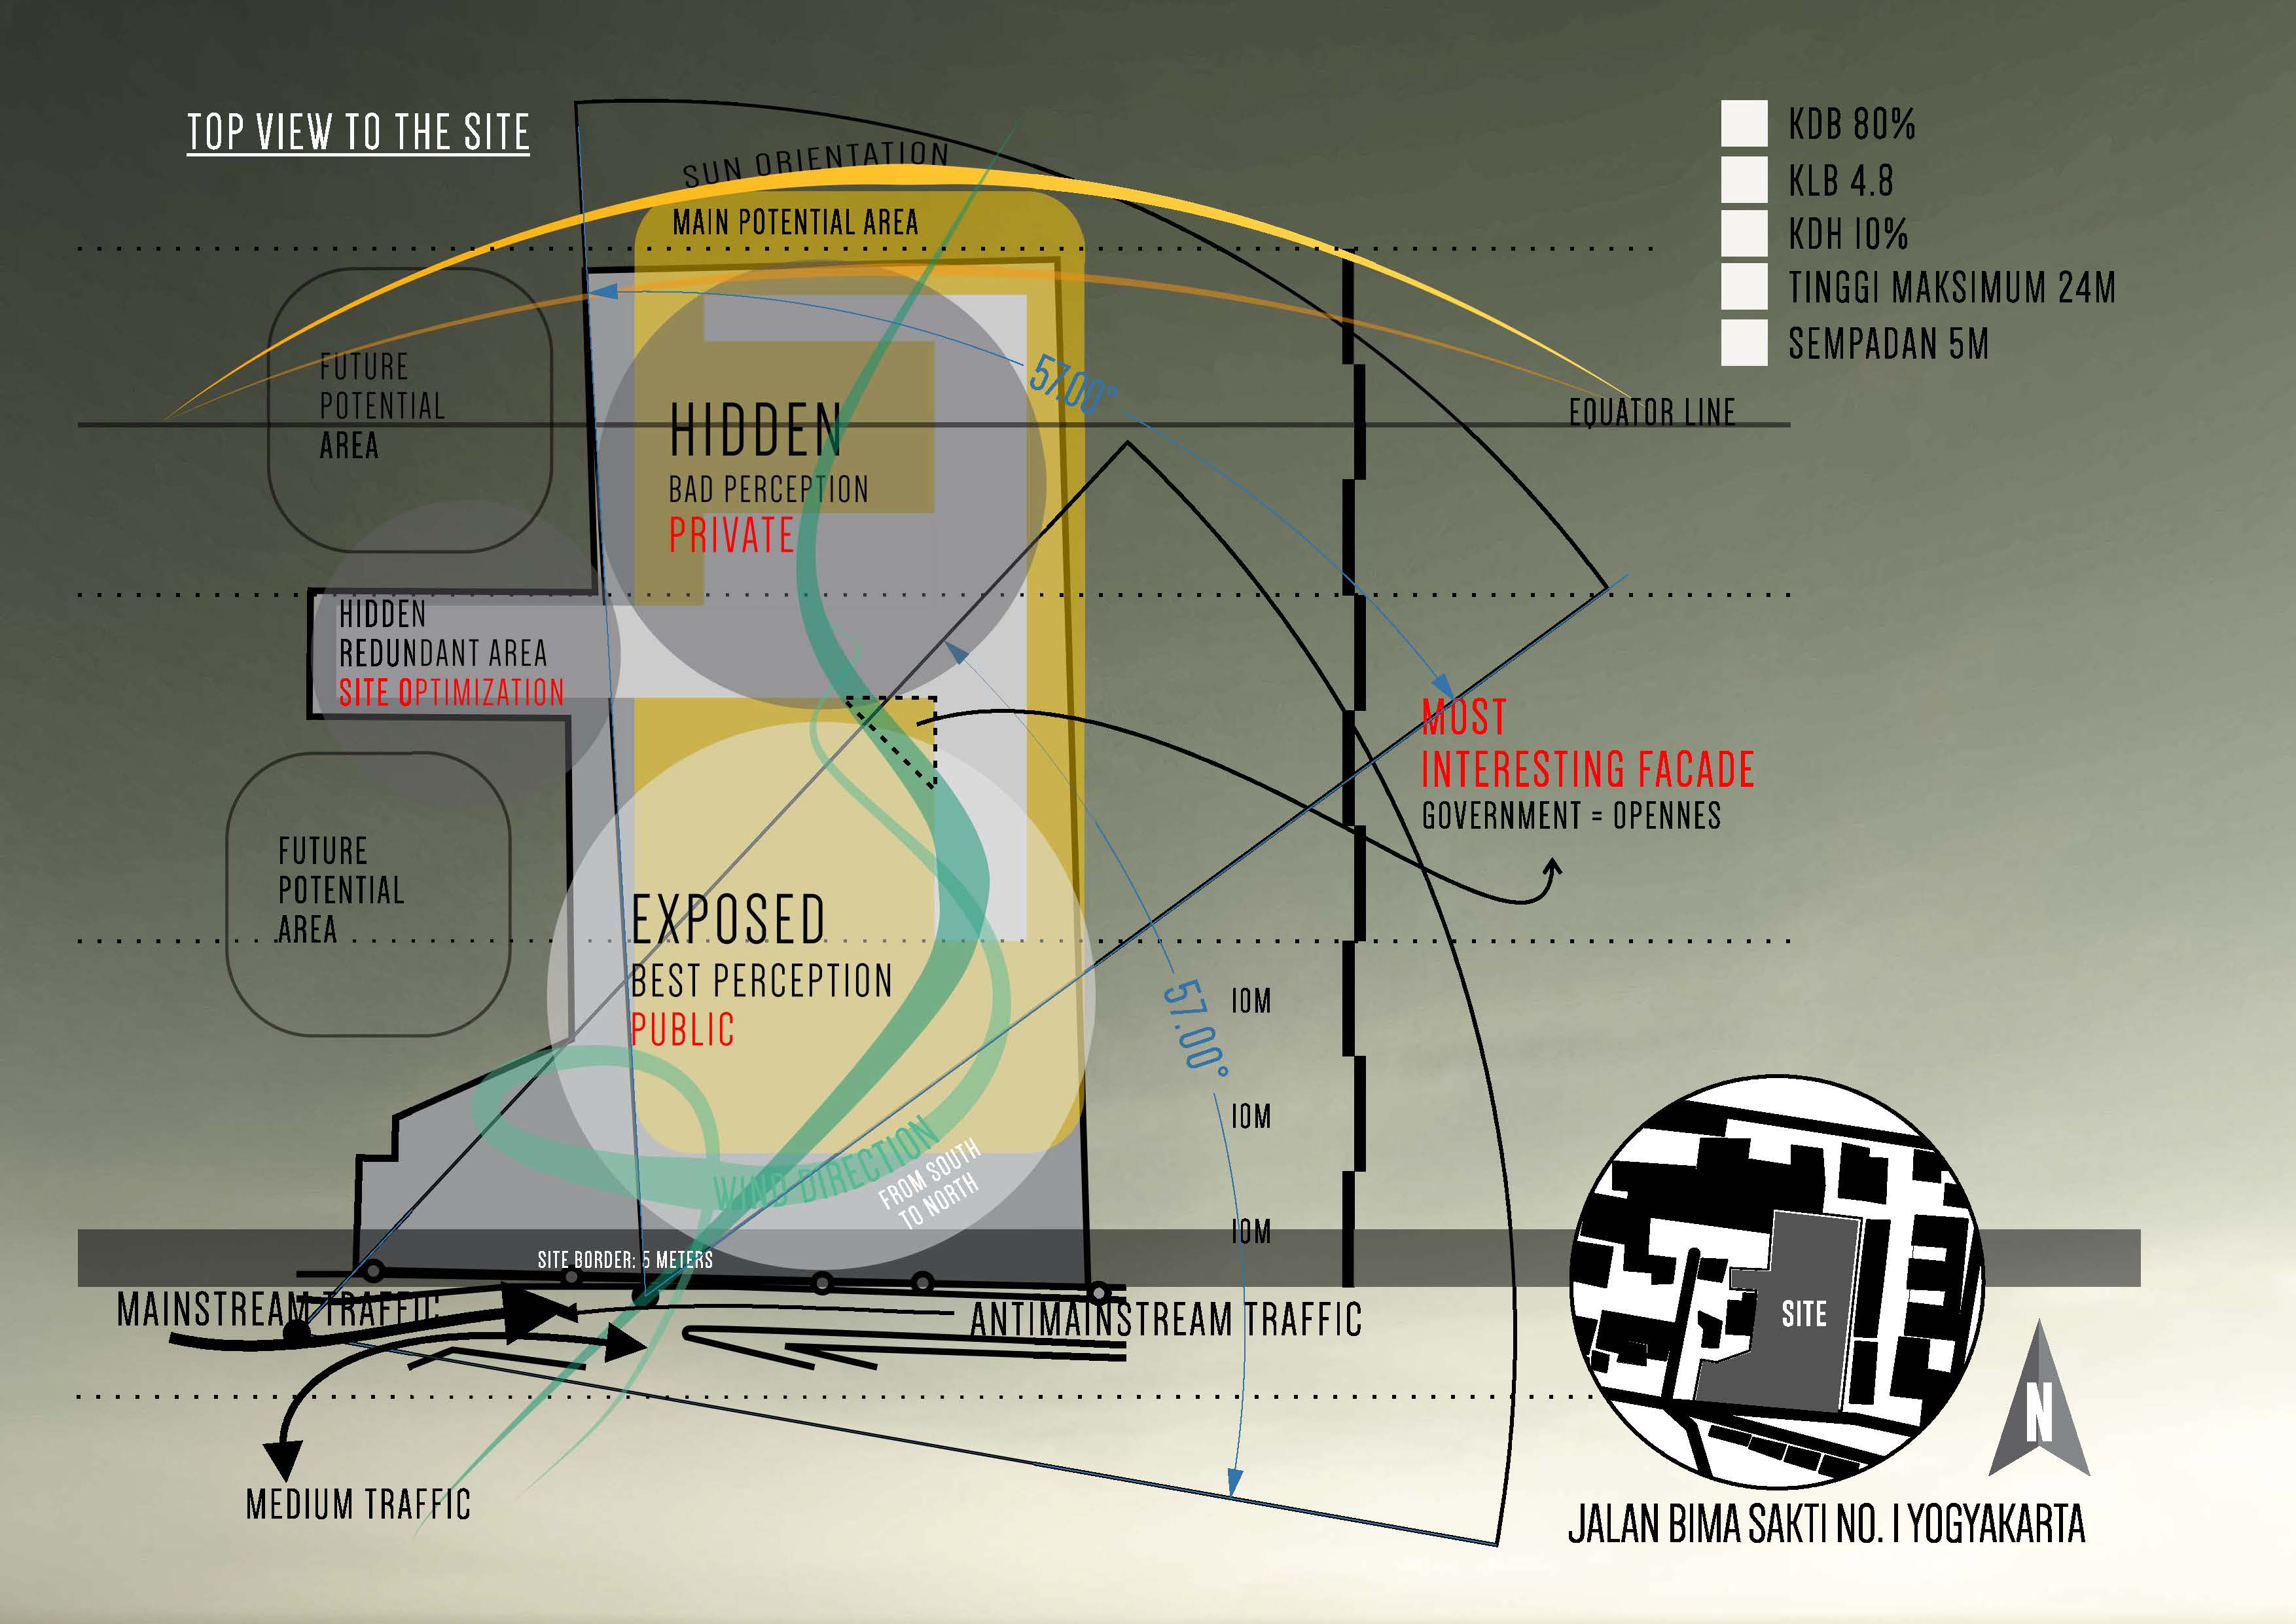 TOP VIEW TO THE SITE
KDB 80%
KLB 4.8
KDH 10%
TINGGI MAKSIMUM 24M
SEMPADAN 5M
SUN ORIENTATION
MAIN POTENTIAL AREA
EQUATOR LINE
57.00°
FUTURE
POTENTIAL
AREA
HIDDEN
BAD PERCEPTION
PRIVATE
HIDDEN
REDUNDANT AREA
SITE OPTIMIZATION
MOST
INTERESTING FACADE
GOVERNMENT = OPENNES
FUTURE
POTENTIAL
AREA
EXPOSED
BEST PERCEPTION
PUBLIC
57.00°
10M
10M
10M
WIND DIRECTION
FROM SOUTH
TO NORTH
SITE BORDER: 5 METERS
MAINSTREAM TRAFFIC
ANTIMAINSTREAM TRAFFIC
MEDIUM TRAFFIC
SITE
N
JALAN BIMA SAKTI NO. 1 YOGYAKARTA